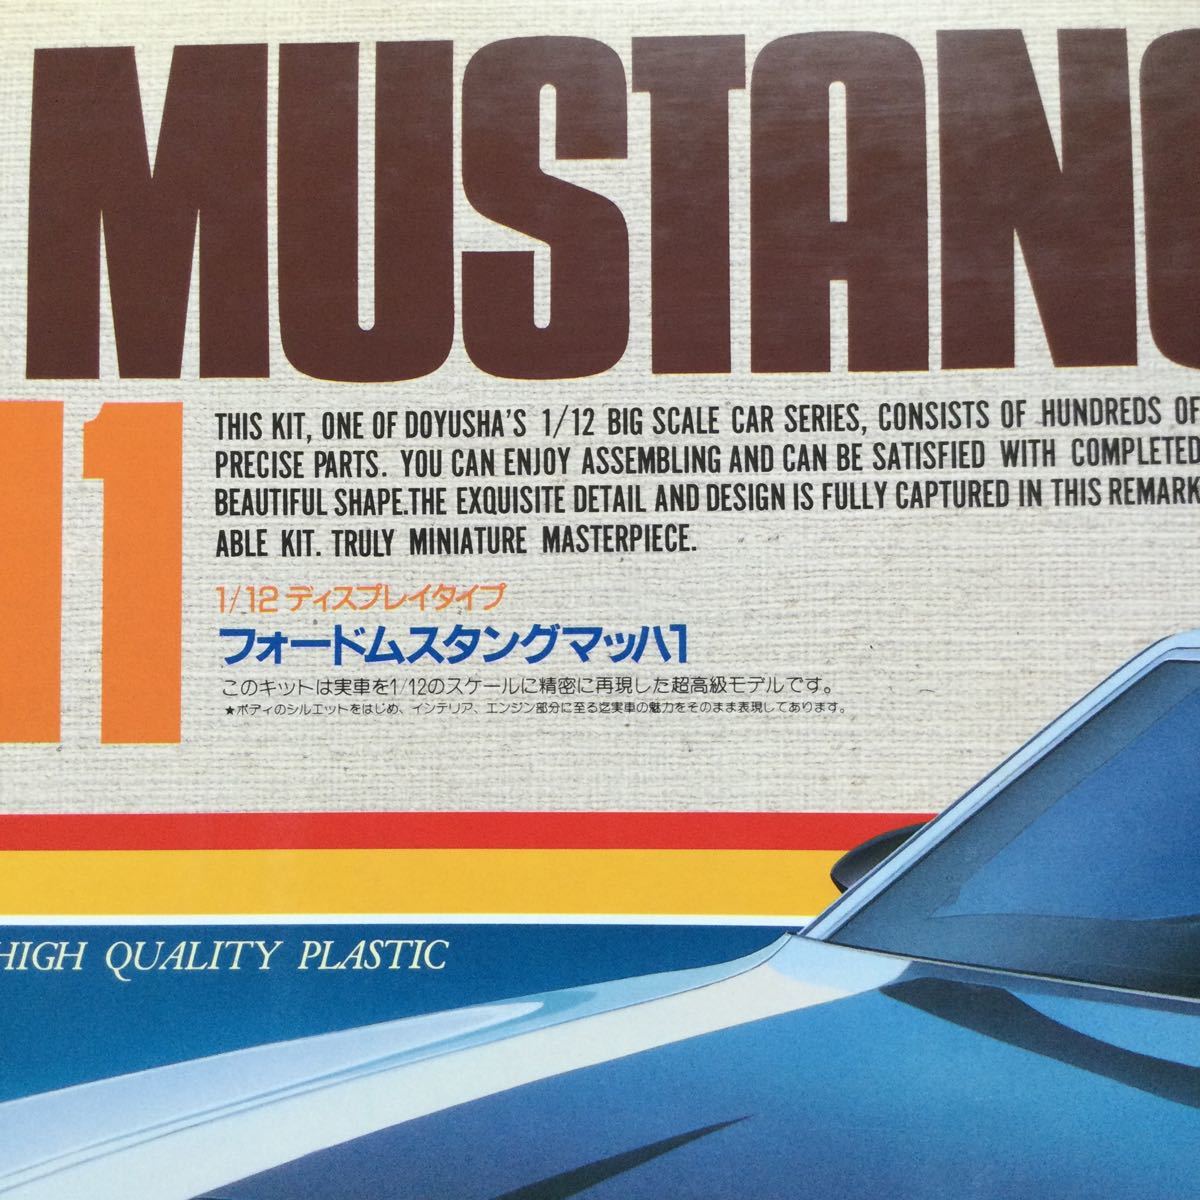 MUSTANG
11
THIS KIT, ONE OF DOYUSHA'S 1/12 BIG SCALE CAR SERIES, CONSISTS OF HUNDREDS OF
PRECISE PARTS. YOU CAN ENJOY ASSEMBLING AND CAN BE SATISFIED WITH COMPLETED
BEAUTIFUL SHAPE.THE EXQUISITE DETAIL AND DESIGN IS FULLY CAPTURED IN THIS REMARK
ABLE KIT. TRULY MINIATURE MASTERPIECE.
1/12 ディスプレイタイプ
フォードムスタングマッハ1
このキットは実車を1/12のスケールに精密に再現した超高級モデルです。
★ボディのシルエットをはじめ、インテリア、エンジン部分に至る迄実車の魅力をそのまま表現してあります。
HIGH QUALITY PLASTIC